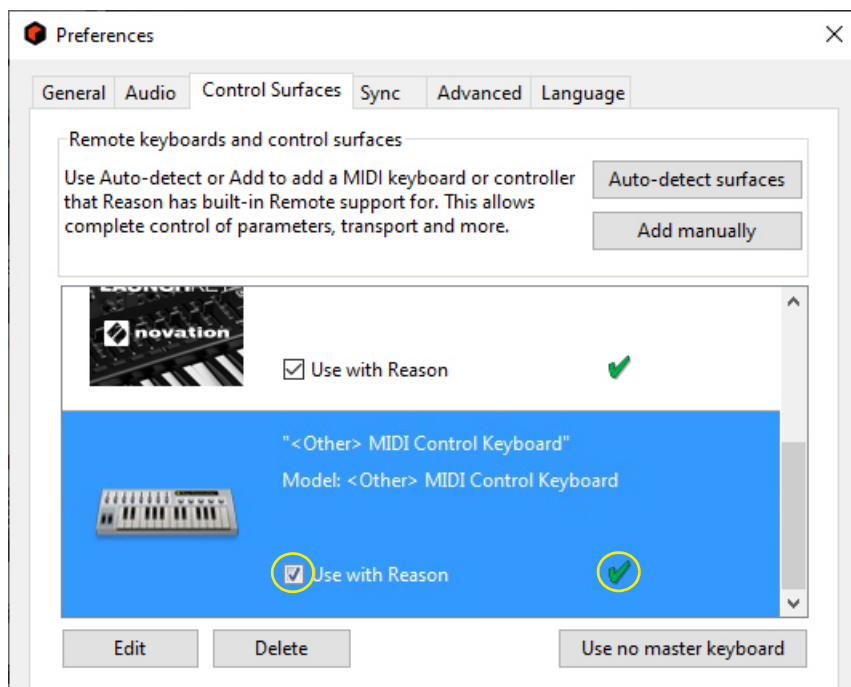 Preferences
General Audio Control Surfaces Sync Advanced Language
Remote keyboards and control surfaces
Use Auto-detect or Add to add a MIDI keyboard or controller
that Reason has built-in Remote support for. This allows
complete control of parameters, transport and more.
Auto-detect surfaces
Add manually
novation
Use with Reason
"<Other> MIDI Control Keyboard"
Model: <Other> MIDI Control Keyboard
Use with Reason
Edit
Delete
Use no master keyboard